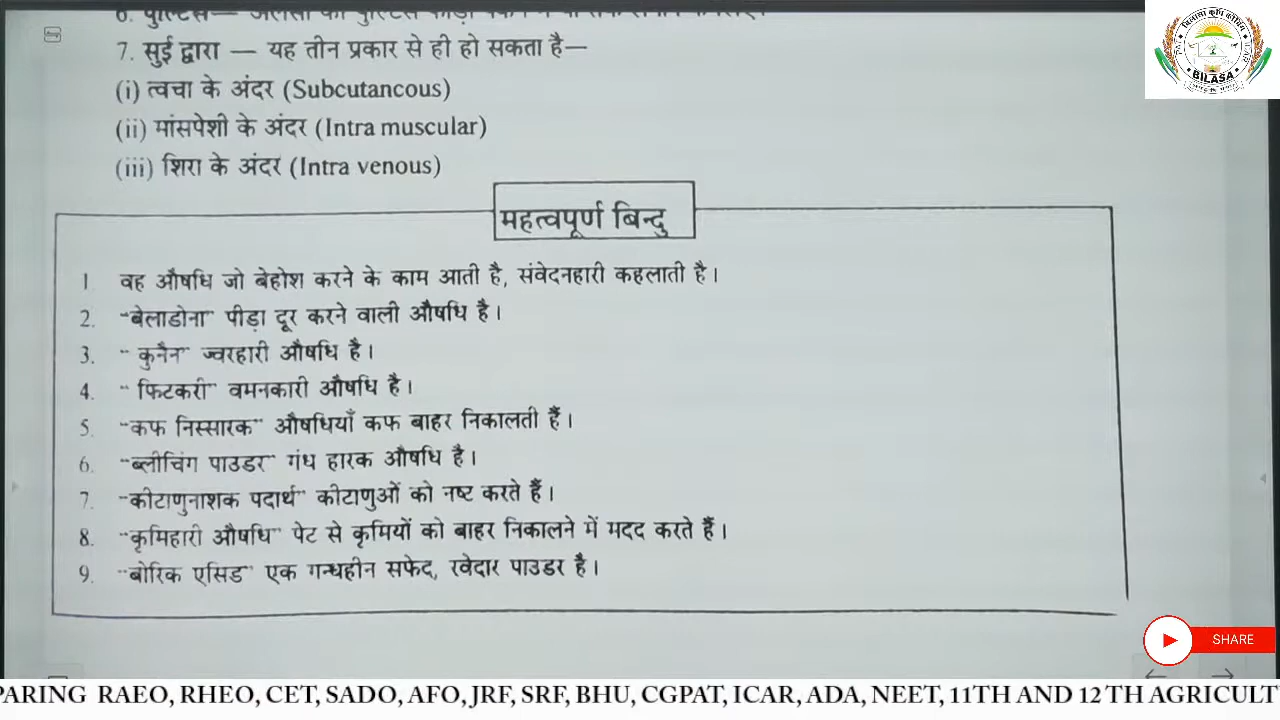 7. सुई द्वारा — यह तीन प्रकार से ही हो सकता है—
(i) त्वचा के अंदर (Subcutancous)
(ii) मांसपेशी के अंदर (Intra muscular)
(iii) शिरा के अंदर (Intra venous)
महत्वपूर्ण बिन्दु
1 वह औषधि जो बेहोश करने के काम आती है, संवेदनहारी कहलाती है।
2. "बेलाडोना" पीड़ा दूर करने वाली औषधि है।
3. " कुनैन" ज्वरहारी औषधि है।
4. " फिटकरी" वमनकारी औषधि है।
5. "कफ निस्सारक" औषधियाँ कफ बाहर निकालती हैं।
6. "ब्लीचिंग पाउडर" गंध हारक औषधि है।
7. "कीटाणुनाशक पदार्थ" कीटाणुओं को नष्ट करते हैं।
8. "कृमिहारी औषधि" पेट से कृमियों को बाहर निकालने में मदद करते हैं।
9. "बोरिक एसिड" एक गन्धहीन सफेद, रवेदार पाउडर है।
BILASA
SHARE
PARING RAEO, RHEO, CET, SADO, AFO, JRF, SRF, BHU, CGPAT, ICAR, ADA, NEET, 11TH AND 12 TH AGRICULT